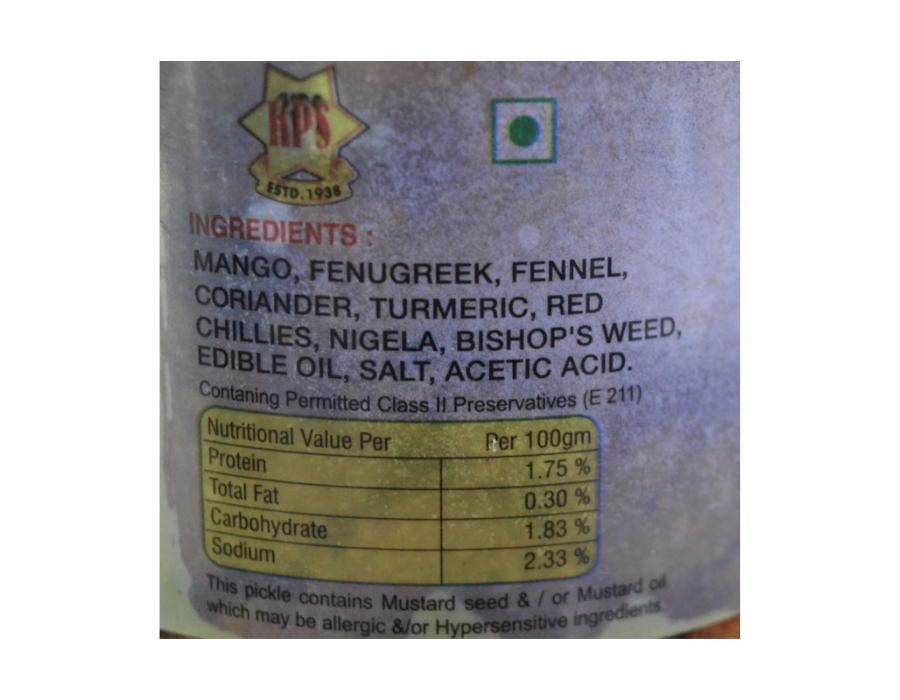 KPS
ESTD. 1938
INGREDIENTS :
MANGO, FENUGREEK, FENNEL,
CORIANDER, TURMERIC, RED
CHILLIES, NIGELA, BISHOP'S WEED,
EDIBLE OIL, SALT, ACETIC ACID.
Contaning Permitted Class II Preservatives (E 211)
Nutritional Value Per Per 100gm
Protein 1.75 %
Total Fat 0.30 %
Carbohydrate 1.83 %
Sodium 2.33 %
This pickle contains Mustard seed & / or Mustard oil
which may be allergic &/or Hypersensitive ingredients.